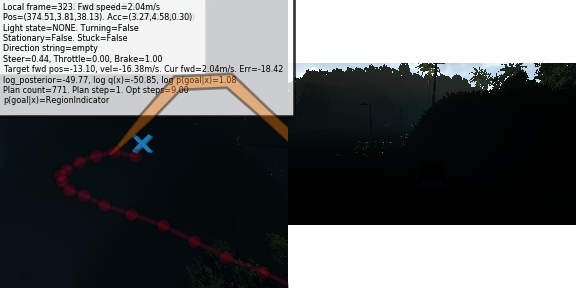 Local frame=323. Fwd speed=2.04m/s
Pos=(374.51,3.81,38.13). Acc=(3.27,4.58,0.30)
Light state=NONE. Turning=False
Stationary=False. Stuck=False
Direction string=empty
Steer=0.44, Throttle=0.00, Brake=1.00
Target fwd pos=-13.10, vel=-16.38m/s. Cur fwd=2.04m/s. Err=-18.42
log_posterior=-49.77, log q(x)=-50.85, log p(goal|x)=1.08
Plan count=771. Plan step=1. Opt steps=9.00
p(goal|x)=RegionIndicator